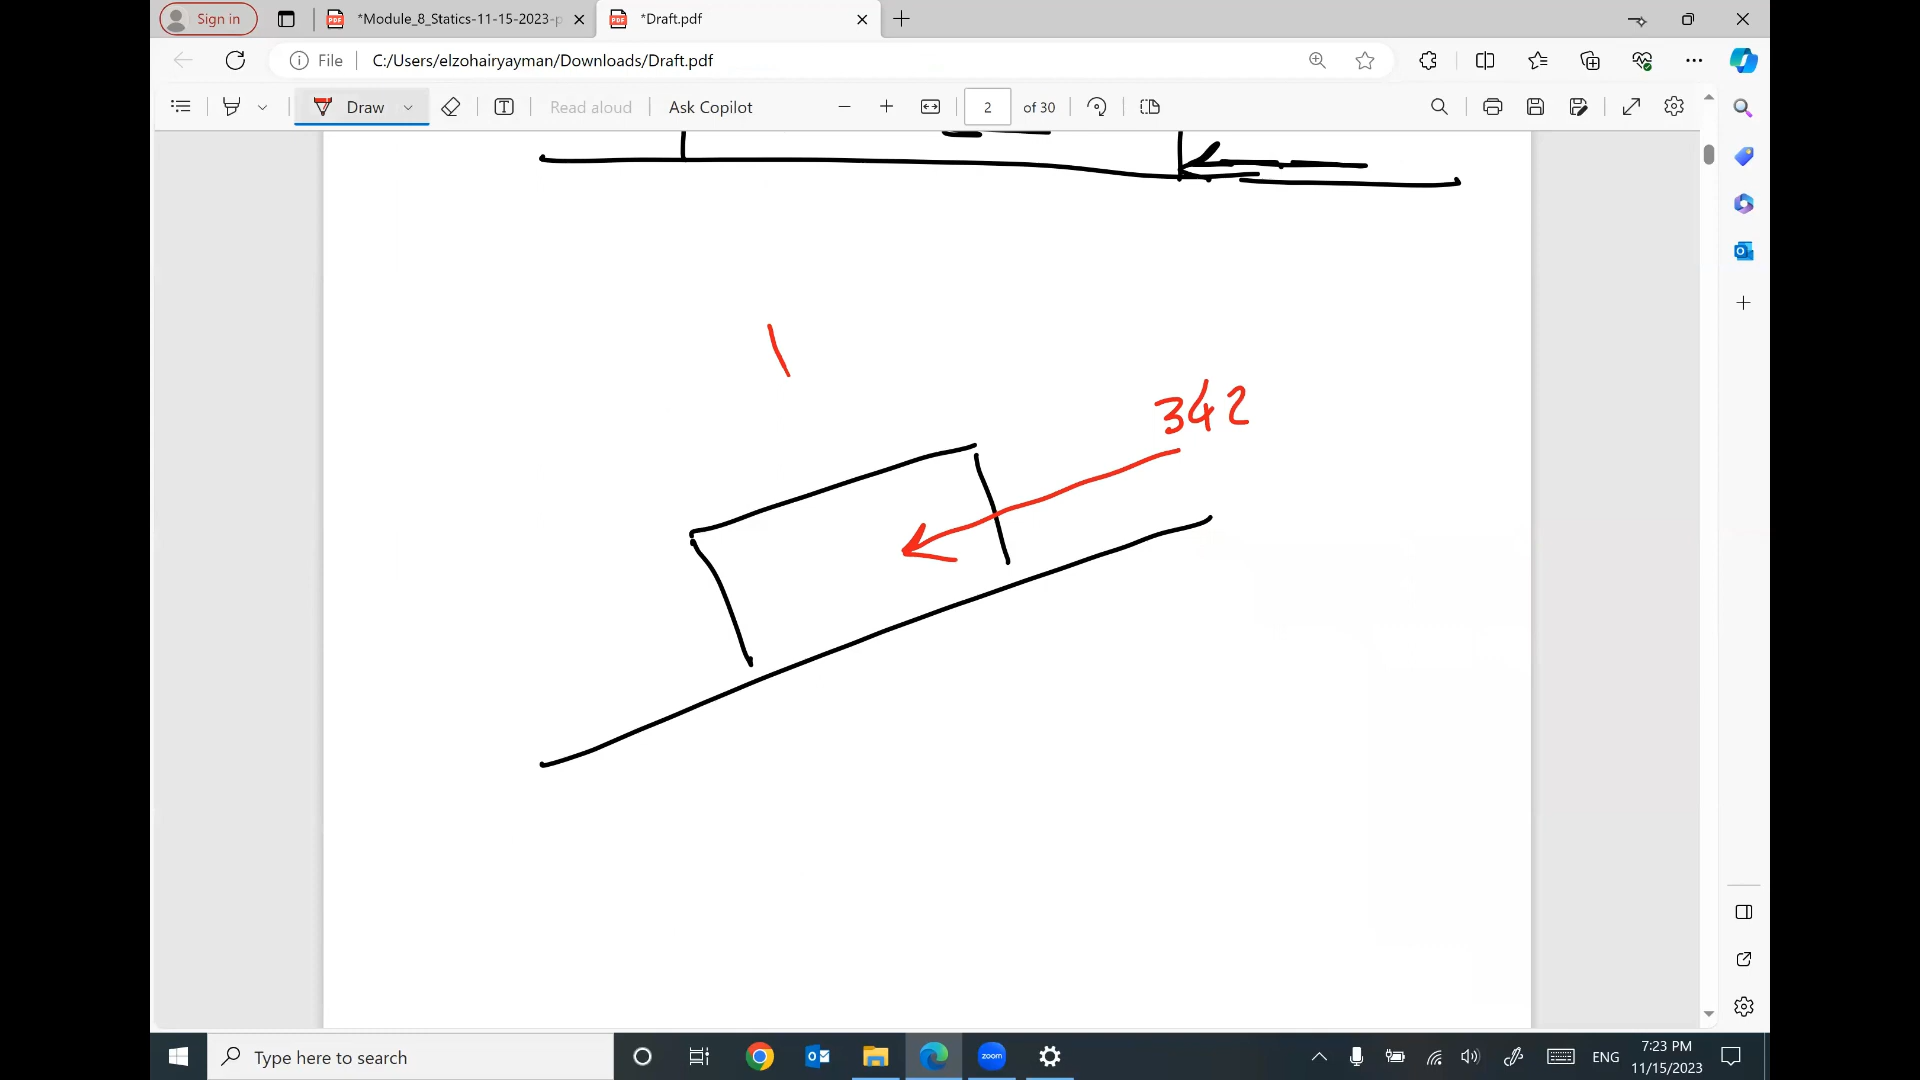 Sign in
*Module_8_Statics-11-15-2023-p
*Draft.pdf
File
C:/Users/elzohairyayman/Downloads/Draft.pdf
Draw
Read aloud
Ask Copilot
2
of 30
342
Type here to search
zoom
ENG
7:23 PM
11/15/2023